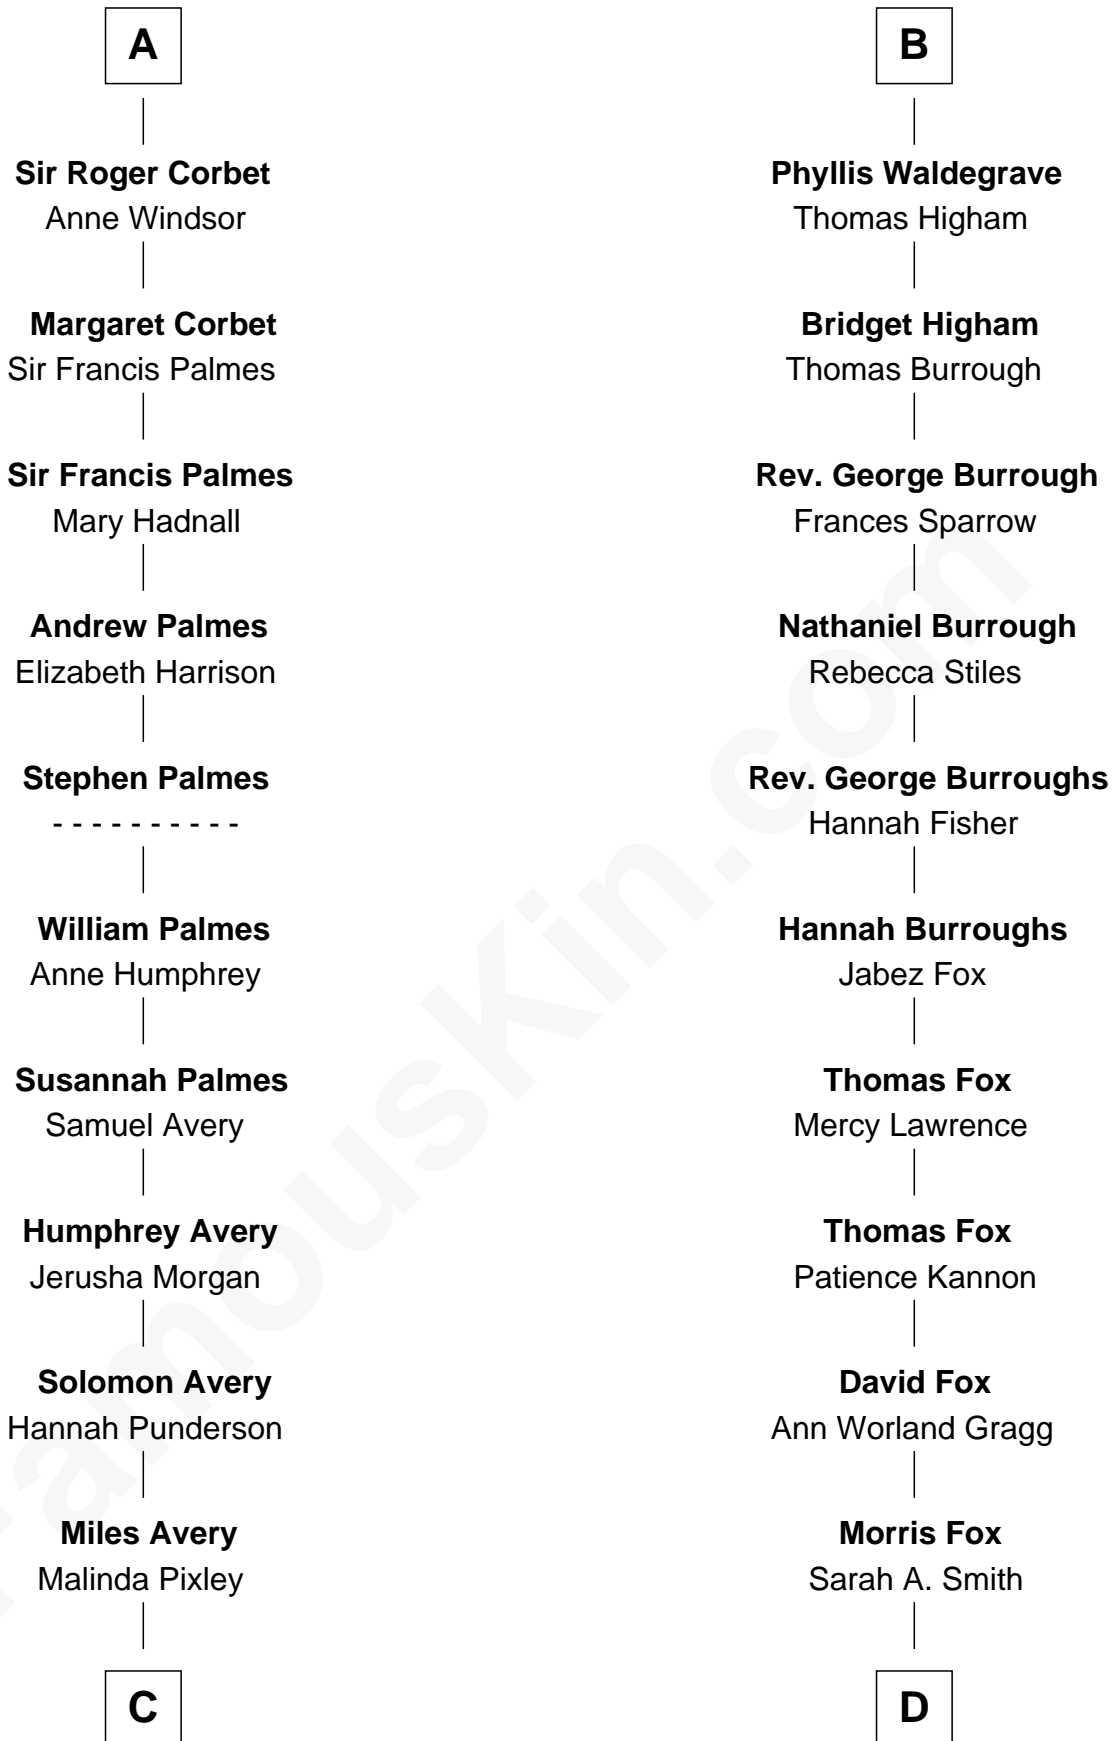 A
Sir Roger Corbet
Anne Windsor
Margaret Corbet
Sir Francis Palmes
Sir Francis Palmes
Mary Hadnall
Andrew Palmes
Elizabeth Harrison
Stephen Palmes
- - - - - - - - - -
William Palmes
Anne Humphrey
Susannah Palmes
Samuel Avery
Humphrey Avery
Jerusha Morgan
Solomon Avery
Hannah Punderson
Miles Avery
Malinda Pixley
C
B
Phyllis Waldegrave
Thomas Higham
Bridget Higham
Thomas Burrough
Rev. George Burrough
Frances Sparrow
Nathaniel Burrough
Rebecca Stiles
Rev. George Burroughs
Hannah Fisher
Hannah Burroughs
Jabez Fox
Thomas Fox
Mercy Lawrence
Thomas Fox
Patience Kannon
David Fox
Ann Worland Gragg
Morris Fox
Sarah A. Smith
D
FamousKin.com